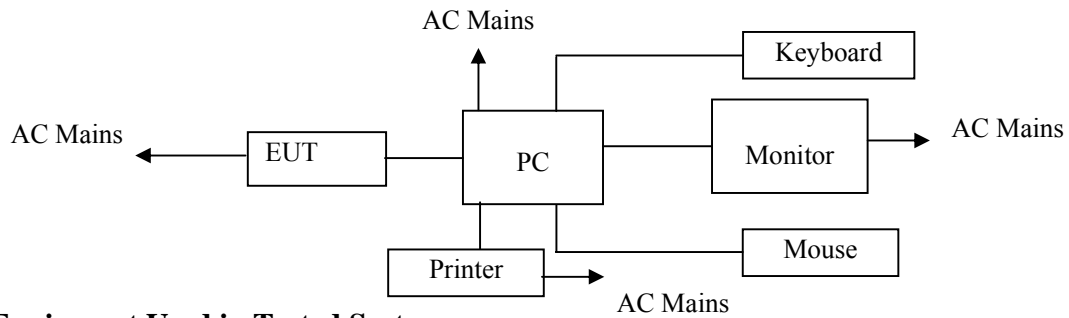 AC Mains
Keyboard
AC Mains
AC Mains
EUT
PC
Monitor
Mouse
Printer
AC Mains